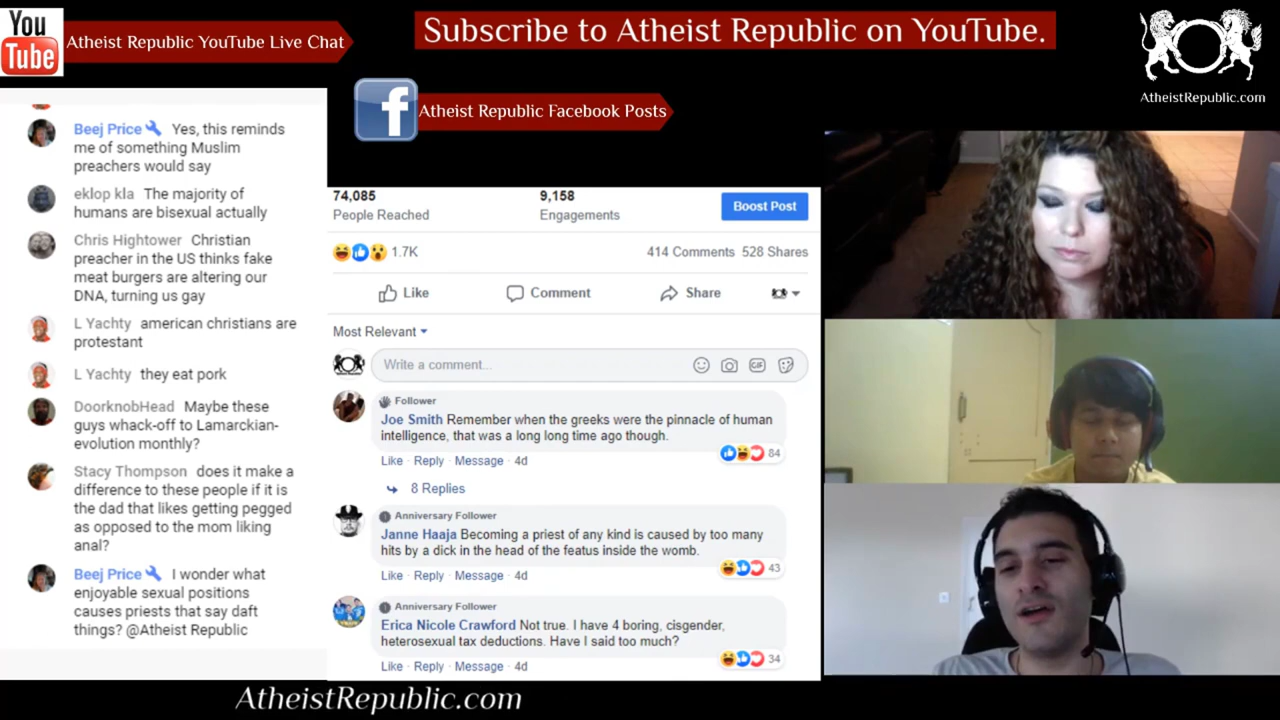 You
Tube
Atheist Republic YouTube Live Chat
Subscribe to Atheist Republic on YouTube.
AtheistRepublic.com
Atheist Republic Facebook Posts
Beej Price Yes, this reminds
me of something Muslim
preachers would say
eklop kla The majority of
humans are bisexual actually
Chris Hightower Christian
preacher in the US thinks fake
meat burgers are altering our
DNA, turning us gay
L Yachty american christians are
protestant
L Yachty they eat pork
DoorknobHead Maybe these
guys whack-off to Lamarckian-
evolution monthly?
Stacy Thompson does it make a
difference to these people if it is
the dad that likes getting pegged
as opposed to the mom liking
anal?
Beej Price I wonder what
enjoyable sexual positions
causes priests that say daft
things? @Atheist Republic
74,085
People Reached
9,158
Engagements
Boost Post
1.7K
414 Comments 528 Shares
Like
Comment
Share
Most Relevant
Write a comment...
GIF
Follower
Joe Smith Remember when the greeks were the pinnacle of human
intelligence, that was a long long time ago though.
84
Like · Reply · Message · 4d
8 Replies
Anniversary Follower
Janne Haaja Becoming a priest of any kind is caused by too many
hits by a dick in the head of the featus inside the womb.
43
Like · Reply · Message · 4d
Anniversary Follower
Erica Nicole Crawford Not true. I have 4 boring, cisgender,
heterosexual tax deductions. Have I said too much?
34
Like · Reply · Message · 4d
AtheistRepublic.com